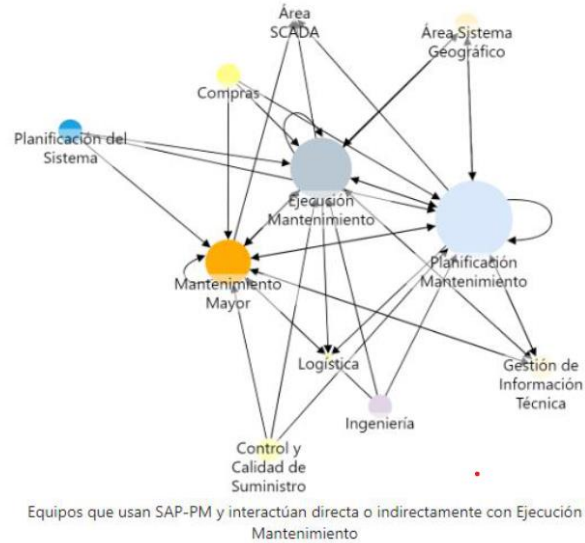 Área
SCADA
Área Sistema
Geográfico
Compras
Planificación del
Sistema
Ejecución
Mantenimiento
Planificación
Mantenimiento
Mantenimiento
Mayor
Logística
Gestión de
Información
Técnica
Ingeniería
Control y
Calidad de
Suministro
Equipos que usan SAP-PM y interactúan directa o indirectamente con Ejecución
Mantenimiento